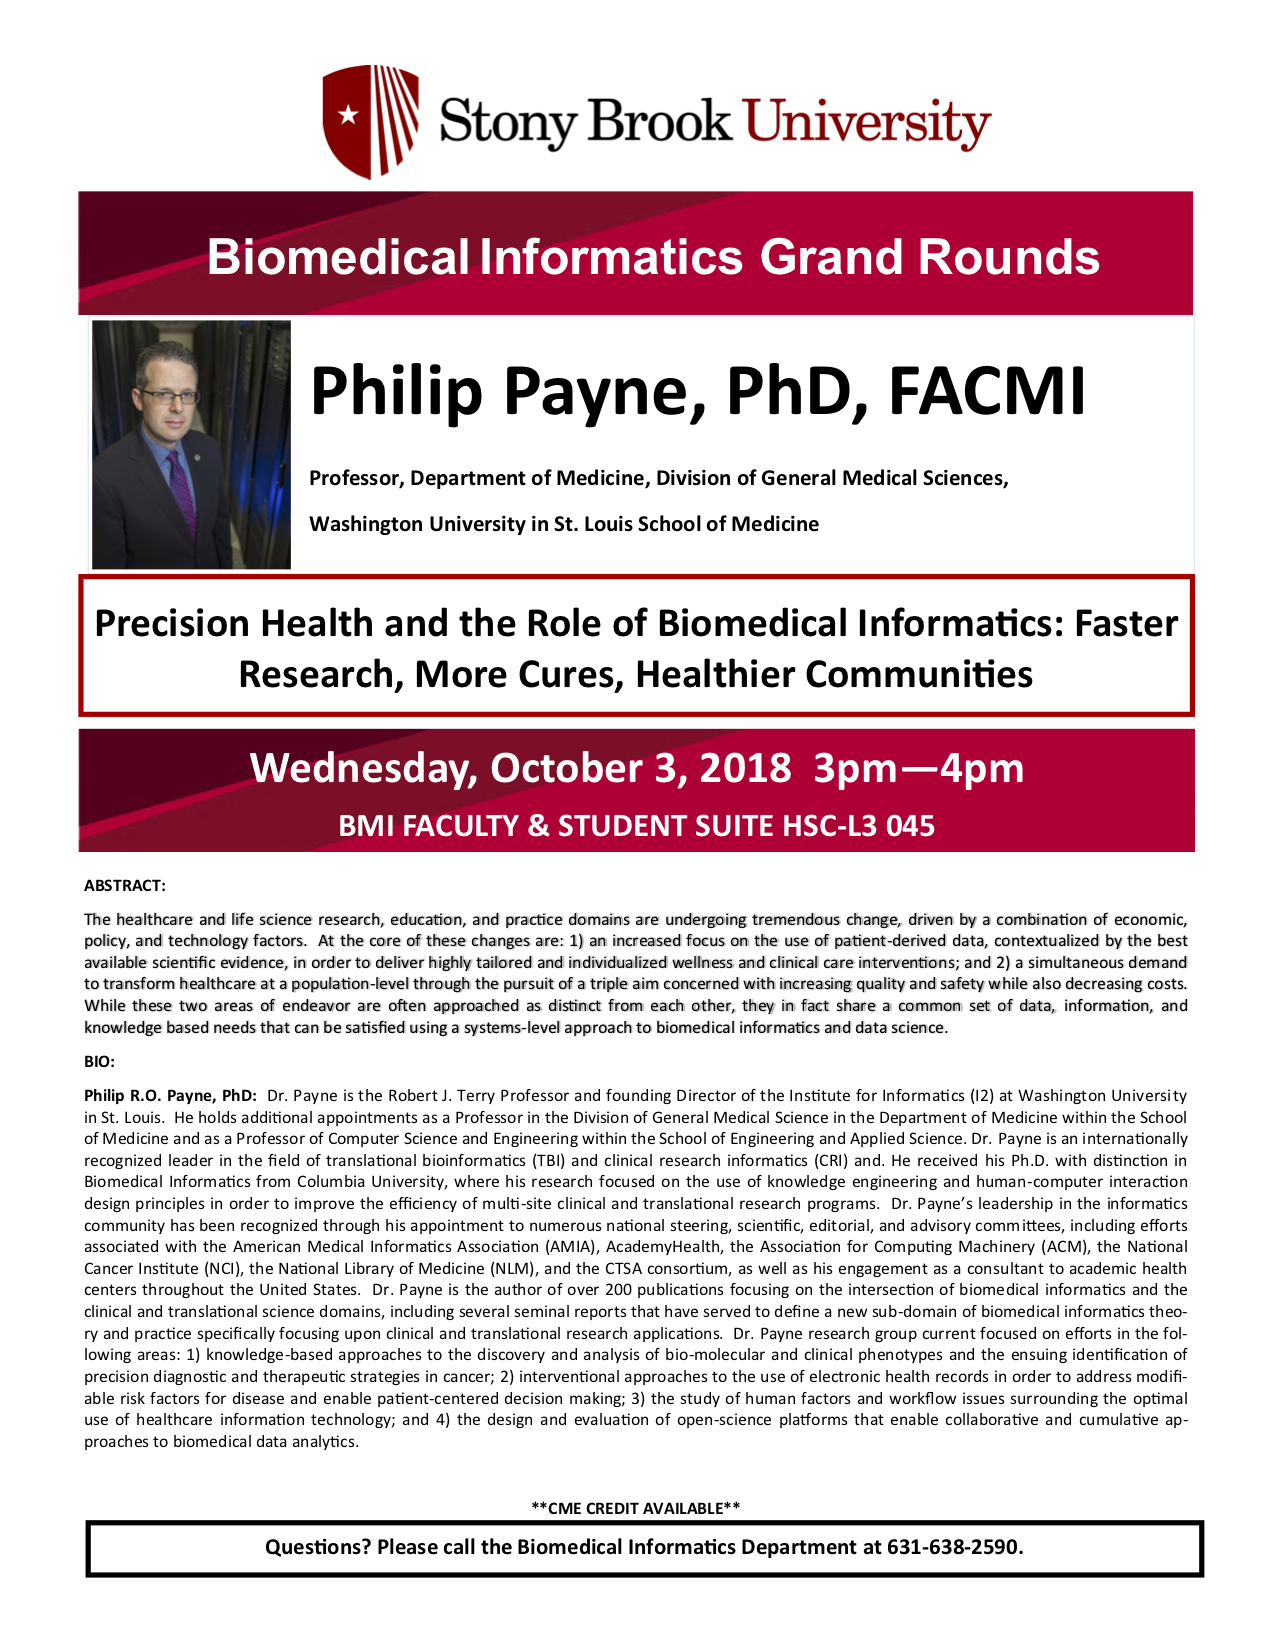 Stony Brook University
Biomedical Informatics Grand Rounds
Philip Payne, PhD, FACMI
Professor, Department of Medicine, Division of General Medical Sciences,
Washington University in St. Louis School of Medicine
Precision Health and the Role of Biomedical Informatics: Faster
Research, More Cures, Healthier Communities
Wednesday, October 3, 2018  3pm—4pm
BMI FACULTY & STUDENT SUITE HSC-L3 045
ABSTRACT:
The healthcare and life science research, education, and practice domains are undergoing tremendous change, driven by a combination of economic,
policy, and technology factors.  At the core of these changes are: 1) an increased focus on the use of patient-derived data, contextualized by the best
available scientific evidence, in order to deliver highly tailored and individualized wellness and clinical care interventions; and 2) a simultaneous demand
to transform healthcare at a population-level through the pursuit of a triple aim concerned with increasing quality and safety while also decreasing costs.
While these two areas of endeavor are often approached as distinct from each other, they in fact share a common set of data, information, and
knowledge based needs that can be satisfied using a systems-level approach to biomedical informatics and data science.
BIO:
Philip R.O. Payne, PhD:  Dr. Payne is the Robert J. Terry Professor and founding Director of the Institute for Informatics (I2) at Washington University
in St. Louis.  He holds additional appointments as a Professor in the Division of General Medical Science in the Department of Medicine within the School
of Medicine and as a Professor of Computer Science and Engineering within the School of Engineering and Applied Science. Dr. Payne is an internationally
recognized leader in the field of translational bioinformatics (TBI) and clinical research informatics (CRI) and. He received his Ph.D. with distinction in
Biomedical Informatics from Columbia University, where his research focused on the use of knowledge engineering and human-computer interaction
design principles in order to improve the efficiency of multi-site clinical and translational research programs.  Dr. Payne's leadership in the informatics
community has been recognized through his appointment to numerous national steering, scientific, editorial, and advisory committees, including efforts
associated with the American Medical Informatics Association (AMIA), AcademyHealth, the Association for Computing Machinery (ACM), the National
Cancer Institute (NCI), the National Library of Medicine (NLM), and the CTSA consortium, as well as his engagement as a consultant to academic health
centers throughout the United States.  Dr. Payne is the author of over 200 publications focusing on the intersection of biomedical informatics and the
clinical and translational science domains, including several seminal reports that have served to define a new sub-domain of biomedical informatics theo-
ry and practice specifically focusing upon clinical and translational research applications.  Dr. Payne research group current focused on efforts in the fol-
lowing areas: 1) knowledge-based approaches to the discovery and analysis of bio-molecular and clinical phenotypes and the ensuing identification of
precision diagnostic and therapeutic strategies in cancer; 2) interventional approaches to the use of electronic health records in order to address modifi-
able risk factors for disease and enable patient-centered decision making; 3) the study of human factors and workflow issues surrounding the optimal
use of healthcare information technology; and 4) the design and evaluation of open-science platforms that enable collaborative and cumulative ap-
proaches to biomedical data analytics.
**CME CREDIT AVAILABLE**
Questions? Please call the Biomedical Informatics Department at 631-638-2590.